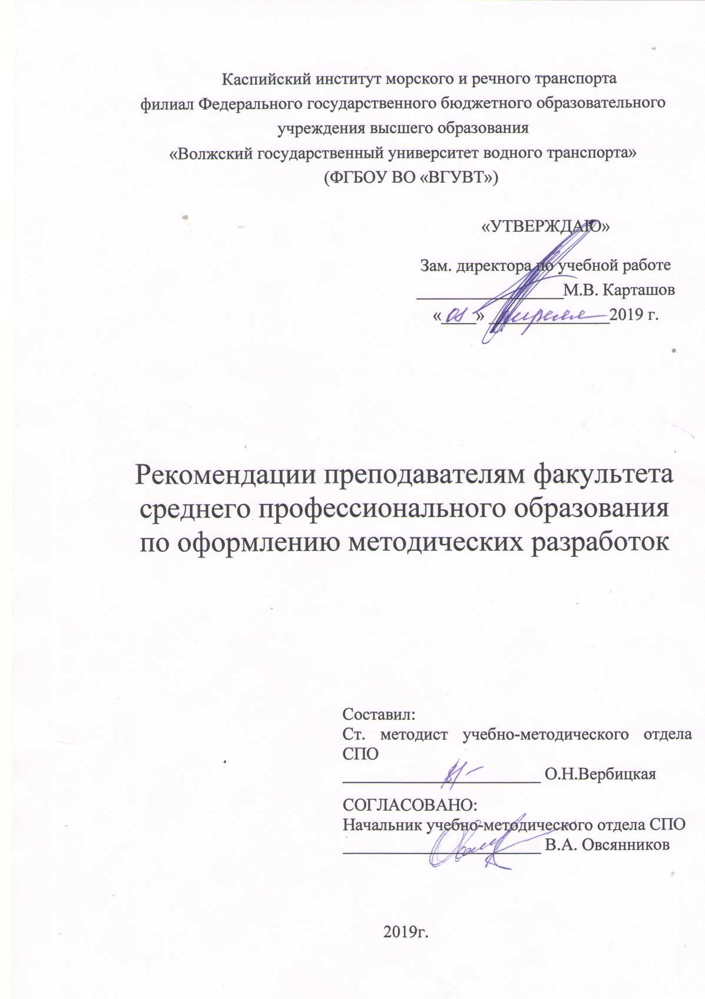 Каспийский институт морского и речного транспорта
филиал Федерального государственного бюджетного образовательного
учреждения высшего образования
«Волжский государственный университет водного транспорта»
(ФГБОУ ВО «ВГУВТ»)
«УТВЕРЖДАЮ»
Зам. директора по учебной работе
М.В. Карташов
«01» апреля 2019 г.
Рекомендации преподавателям факультета
среднего профессионального образования
по оформлению методических разработок
Составил:
Ст. методист учебно-методического отдела
СПО
О.Н.Вербицкая
СОГЛАСОВАНО:
Начальник учебно-методического отдела СПО
В.А. Овсянников
2019г.